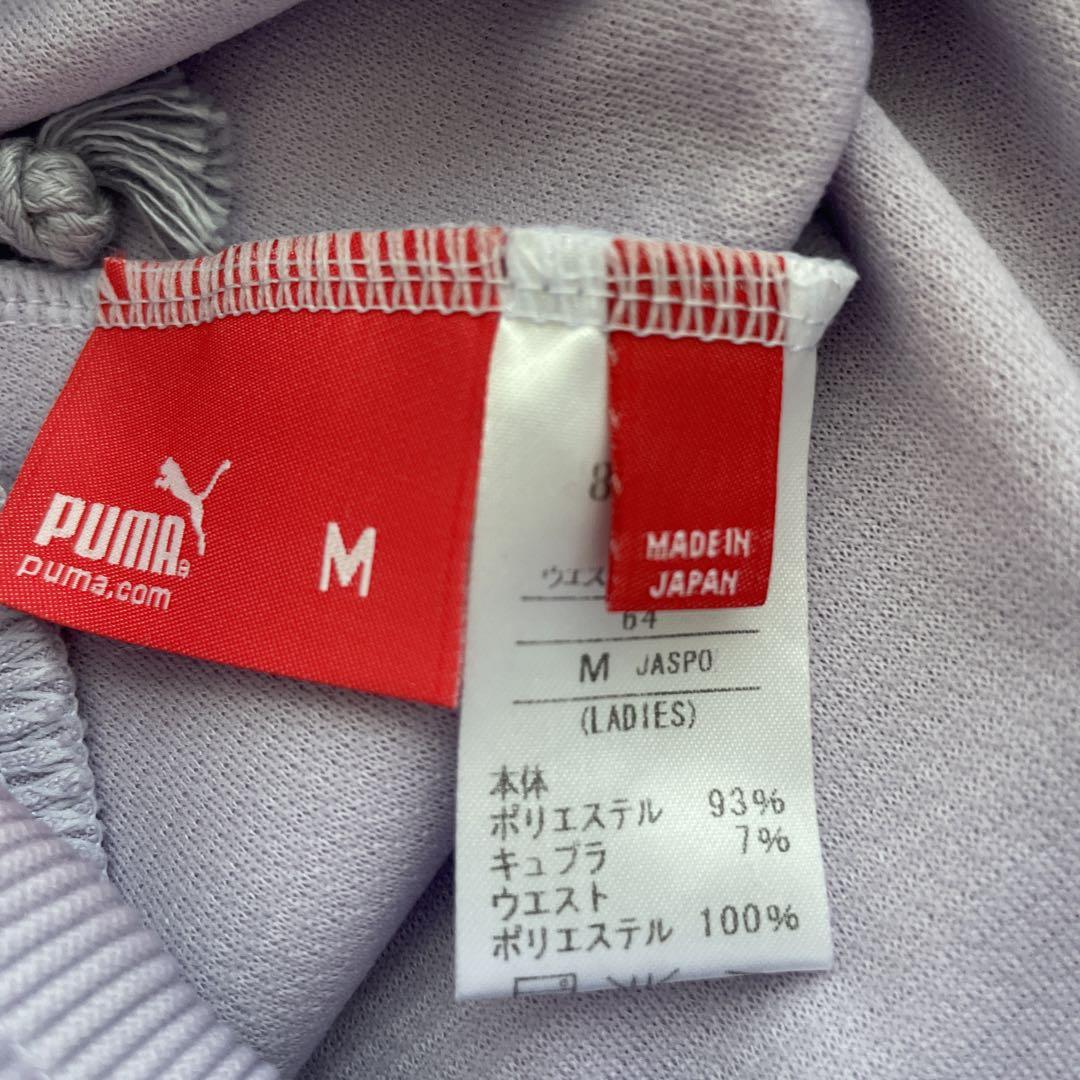 PUMA
puma.com
M
MADE IN
JAPAN
8
64
M JASPO
(LADIES)
本体
ポリエステル 93%
キュプラ 7%
ウエスト
ポリエステル 100%